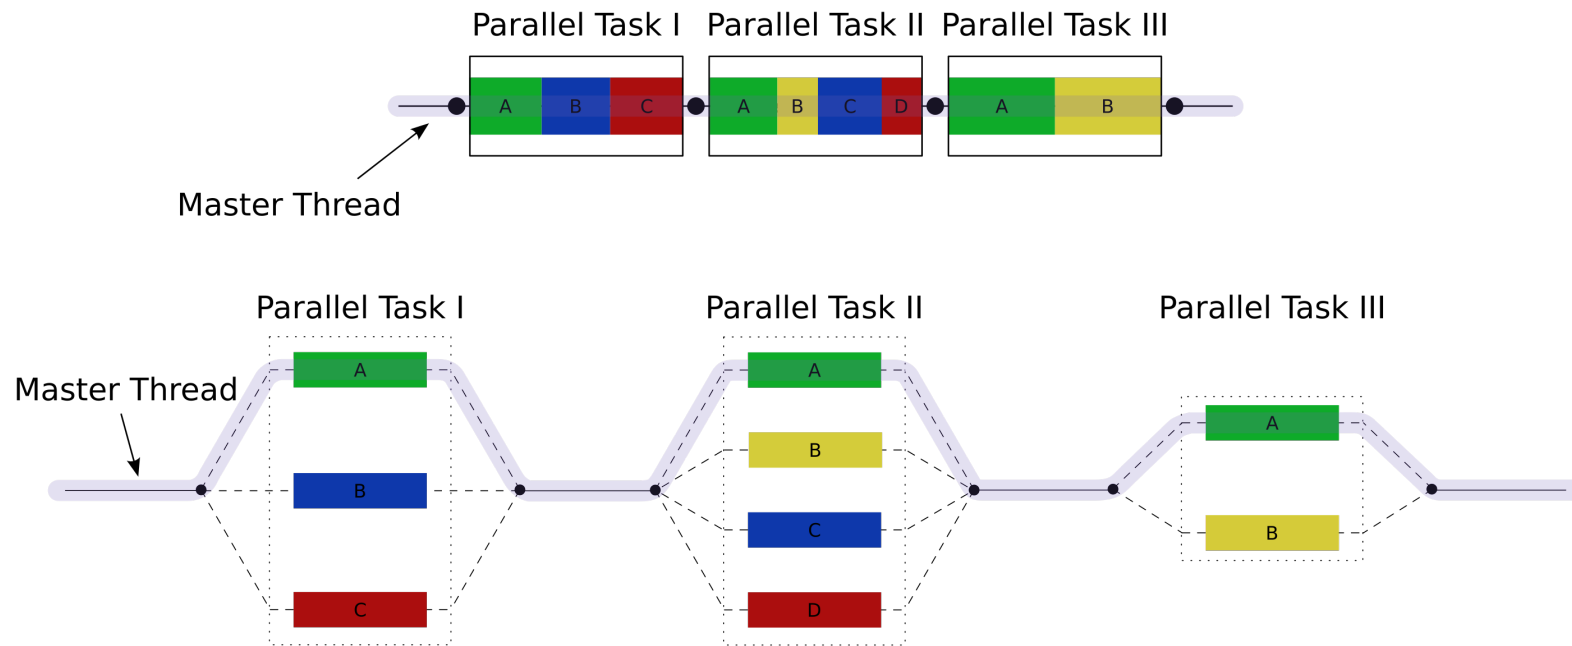 Parallel Task I Parallel Task II Parallel Task III
A B C A B C D A B
Master Thread
Parallel Task I Parallel Task II Parallel Task III
Master Thread
A A
A
B
B
B
C
B
C D